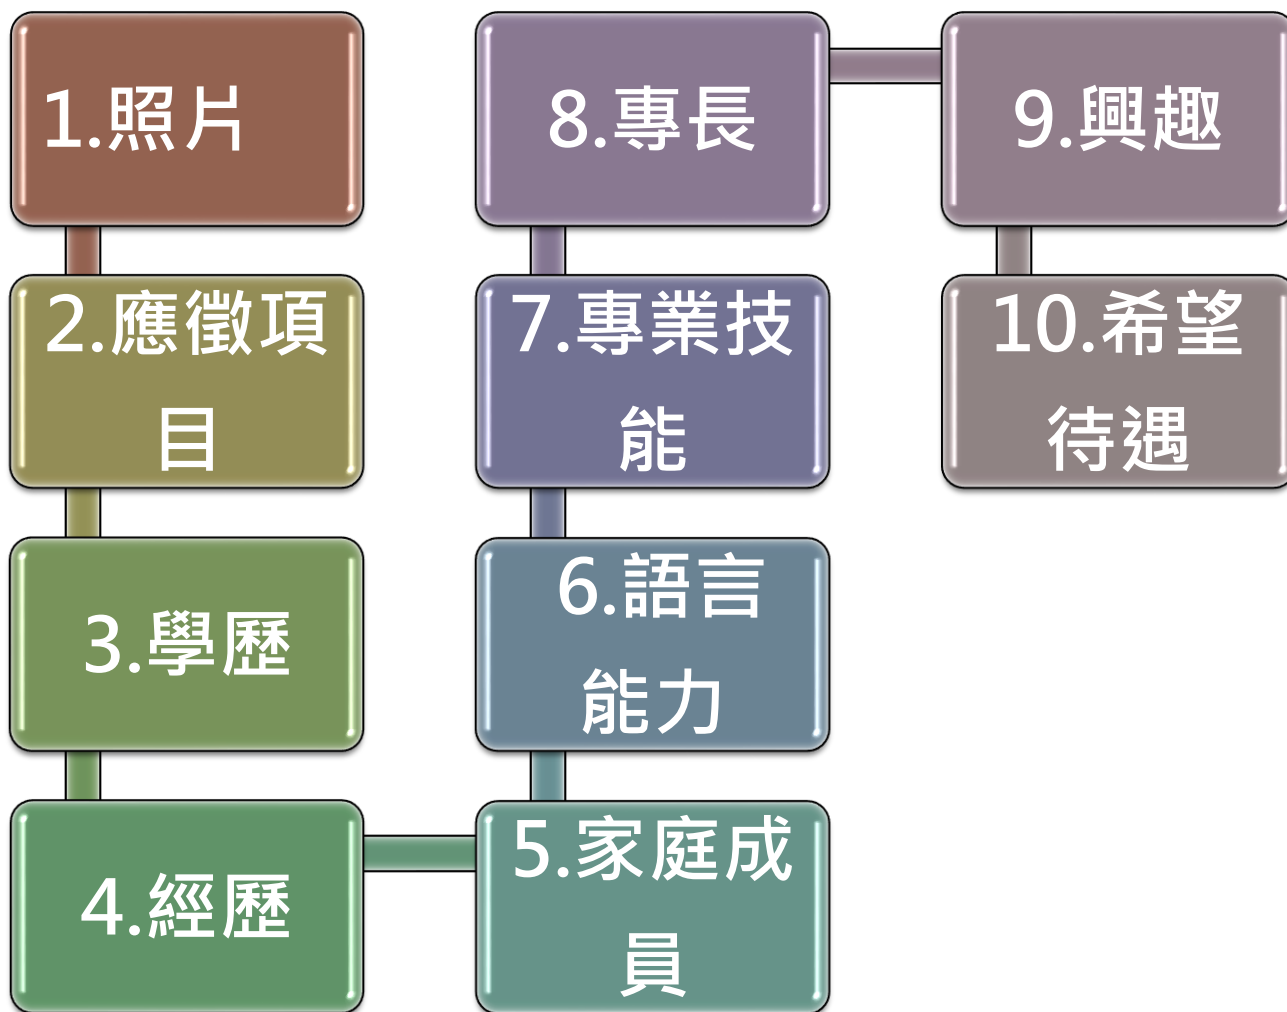 1.照片
2.應徵項
目
3.學歷
4.經歷
5.家庭成
員
6.語言
能力
7.專業技
能
8.專長
9.興趣
10.希望
待遇